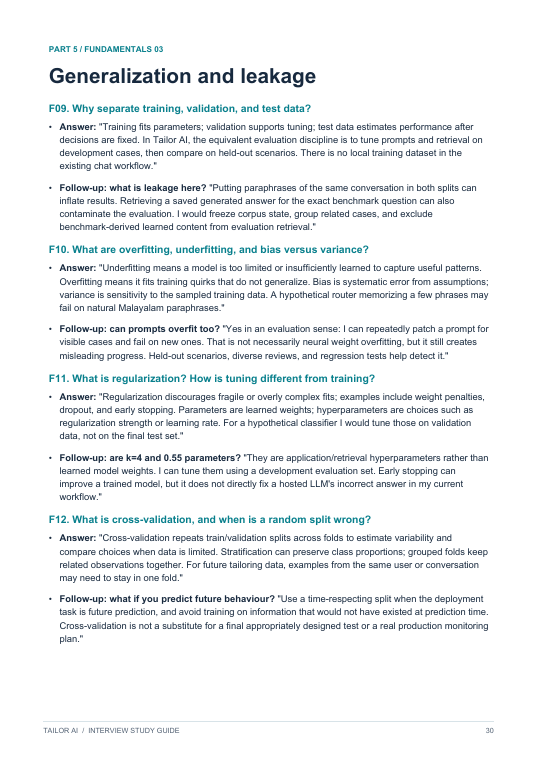 PART 5 / FUNDAMENTALS 03
Generalization and leakage
F09. Why separate training, validation, and test data?
• Answer: "Training fits parameters; validation supports tuning; test data estimates performance after
decisions are fixed. In Tailor AI, the equivalent evaluation discipline is to tune prompts and retrieval on
development cases, then compare on held-out scenarios. There is no local training dataset in the
existing chat workflow."
• Follow-up: what is leakage here? "Putting paraphrases of the same conversation in both splits can
inflate results. Retrieving a saved generated answer for the exact benchmark question can also
contaminate the evaluation. I would freeze corpus state, group related cases, and exclude
benchmark-derived learned content from evaluation retrieval."
F10. What are overfitting, underfitting, and bias versus variance?
• Answer: "Underfitting means a model is too limited or insufficiently learned to capture useful patterns.
Overfitting means it fits training quirks that do not generalize. Bias is systematic error from assumptions;
variance is sensitivity to the sampled training data. A hypothetical router memorizing a few phrases may
fail on natural Malayalam paraphrases."
• Follow-up: can prompts overfit too? "Yes in an evaluation sense: I can repeatedly patch a prompt for
visible cases and fail on new ones. That is not necessarily neural weight overfitting, but it still creates
misleading progress. Held-out scenarios, diverse reviews, and regression tests help detect it."
F11. What is regularization? How is tuning different from training?
• Answer: "Regularization discourages fragile or overly complex fits; examples include weight penalties,
dropout, and early stopping. Parameters are learned weights; hyperparameters are choices such as
regularization strength or learning rate. For a hypothetical classifier I would tune those on validation
data, not on the final test set."
• Follow-up: are k=4 and 0.55 parameters? "They are application/retrieval hyperparameters rather than
learned model weights. I can tune them using a development evaluation set. Early stopping can
improve a trained model, but it does not directly fix a hosted LLM's incorrect answer in my current
workflow."
F12. What is cross-validation, and when is a random split wrong?
• Answer: "Cross-validation repeats train/validation splits across folds to estimate variability and
compare choices when data is limited. Stratification can preserve class proportions; grouped folds keep
related observations together. For future tailoring data, examples from the same user or conversation
may need to stay in one fold."
• Follow-up: what if you predict future behaviour? "Use a time-respecting split when the deployment
task is future prediction, and avoid training on information that would not have existed at prediction time.
Cross-validation is not a substitute for a final appropriately designed test or a real production monitoring
plan."
TAILOR AI / INTERVIEW STUDY GUIDE
30